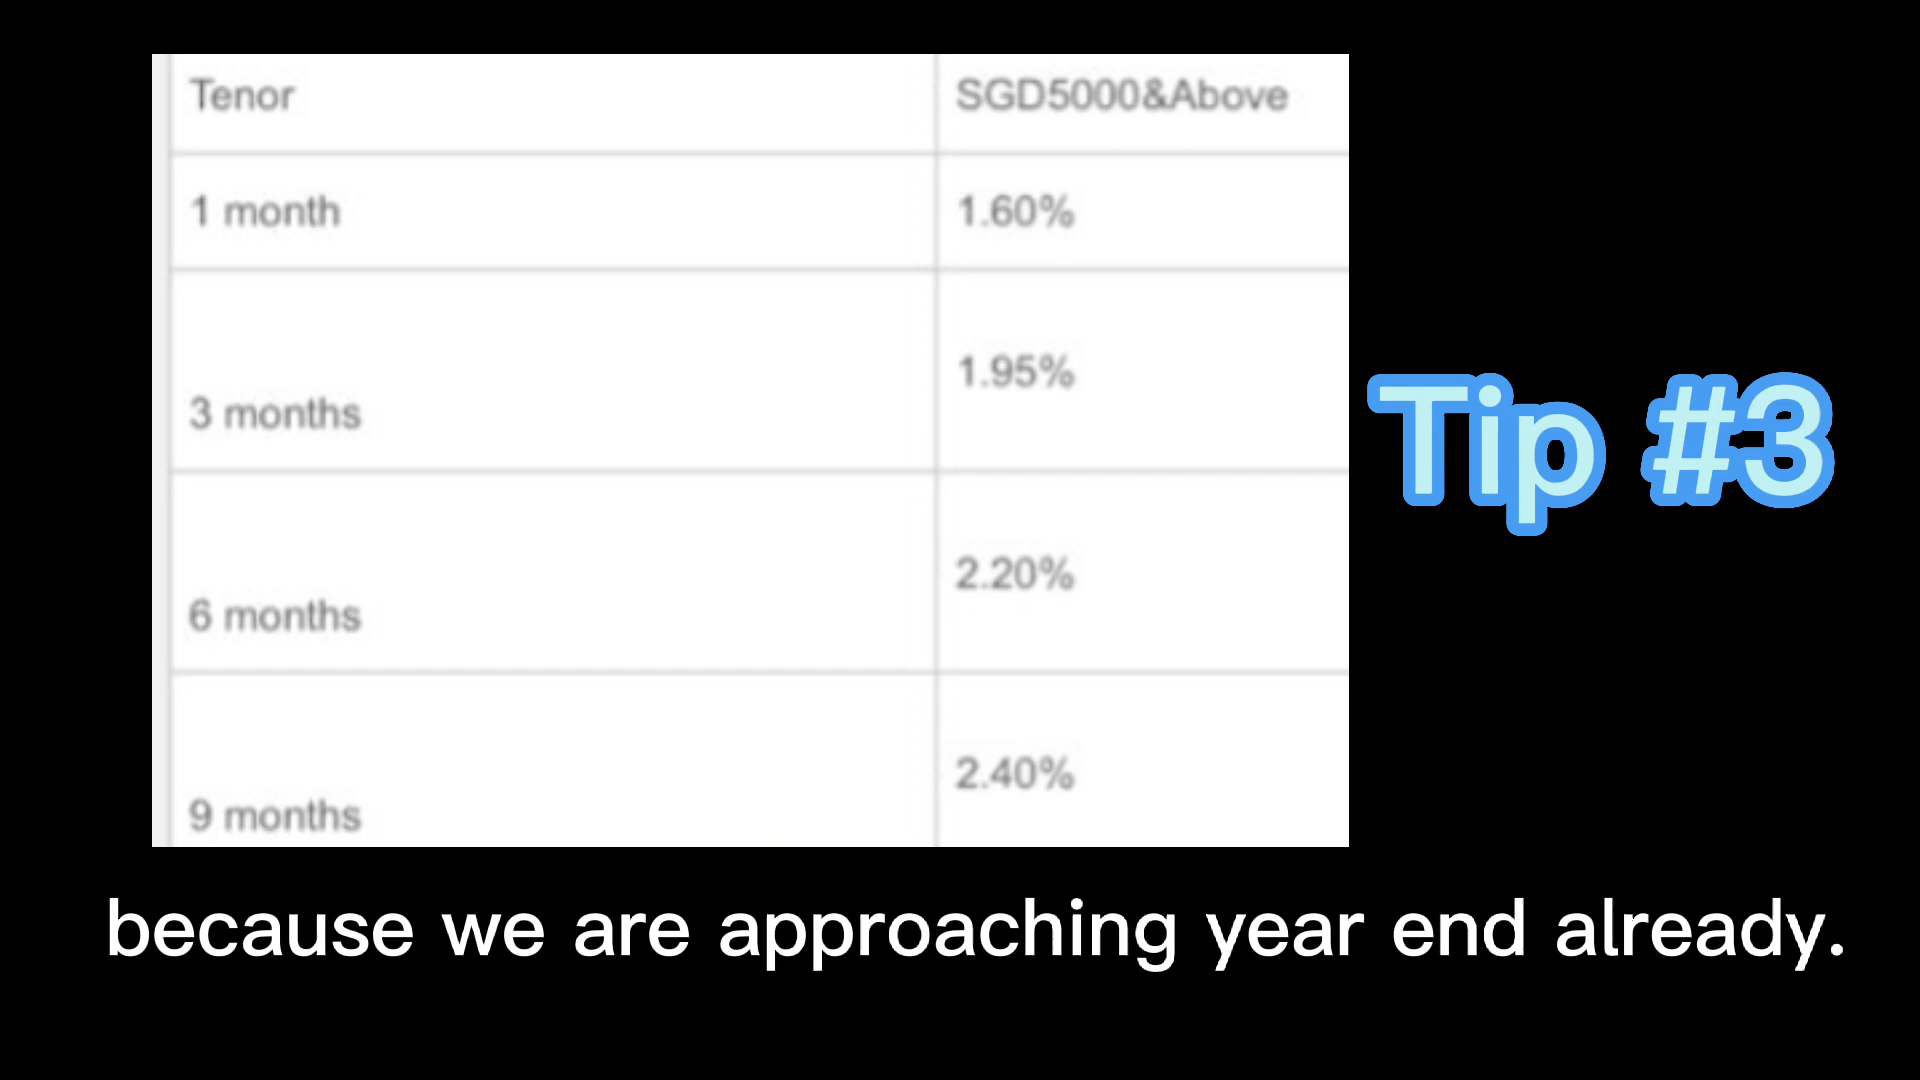 Tenor SGD5000&Above
1 month 1.60%
1.95%
3 months
2.20%
6 months
2.40%
9 months
Tip #3
because we are approaching year end already.